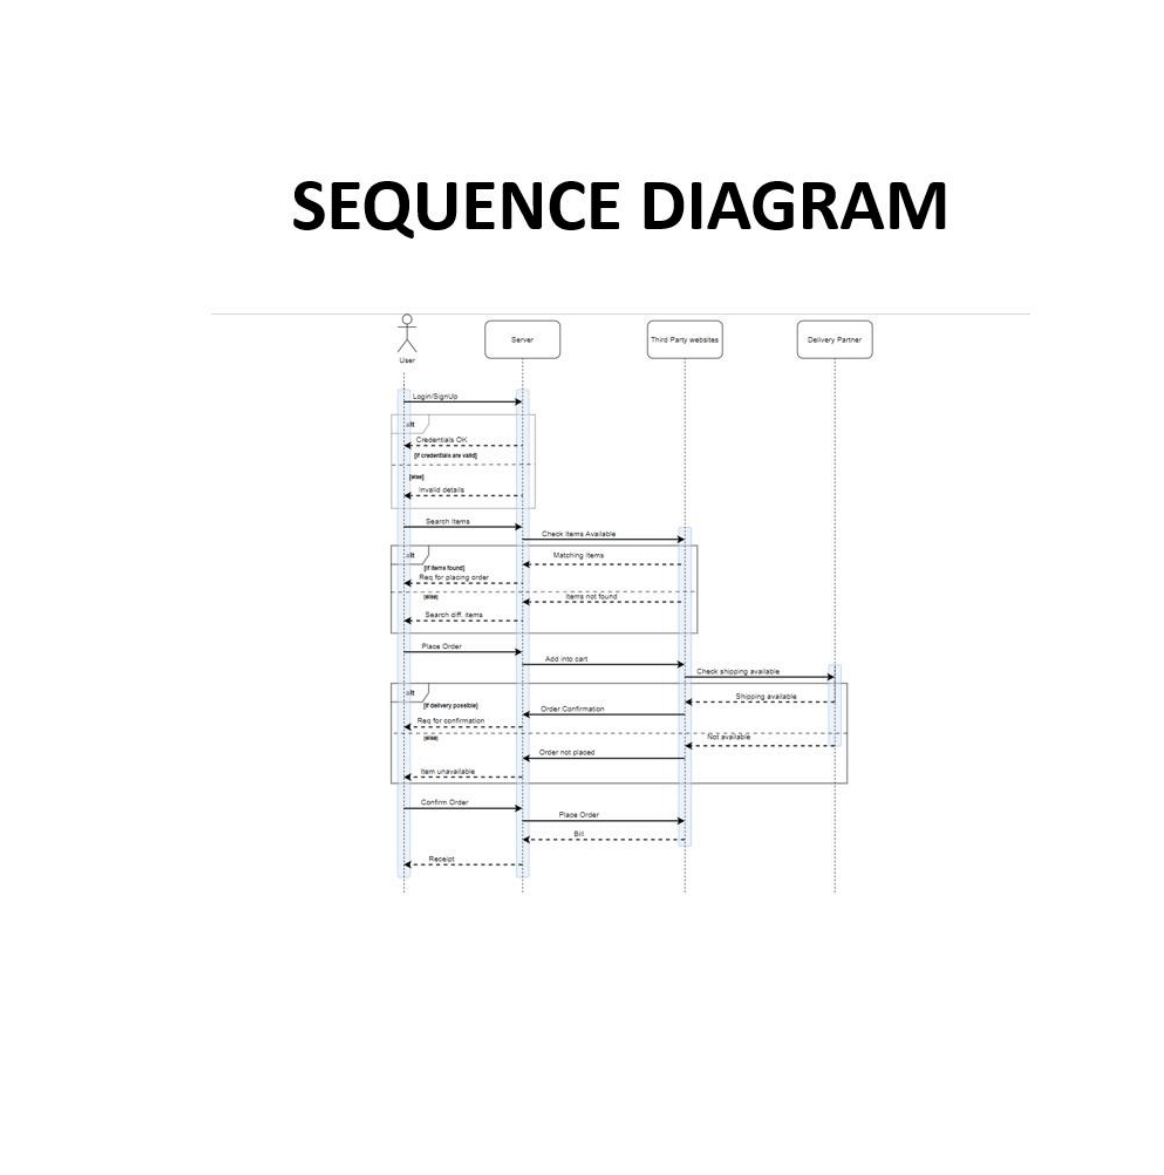 SEQUENCE DIAGRAM
User
Server
Third Party websites
Delivery Partner
Login/SignUp
alt
Credentials OK
[if credentials are valid]
[else]
Invalid details
Search Items
Check Items Available
alt
Matching items
[if items found]
Req for placing order
[else]
Items not found
Search diff. items
Place Order
Add into cart
Check shipping available
alt
Shipping available
[if delivery possible]
Order Confirmation
Req for confirmation
[else]
Not available
Order not placed
Item unavailable
Confirm Order
Place Order
Bill
Receipt